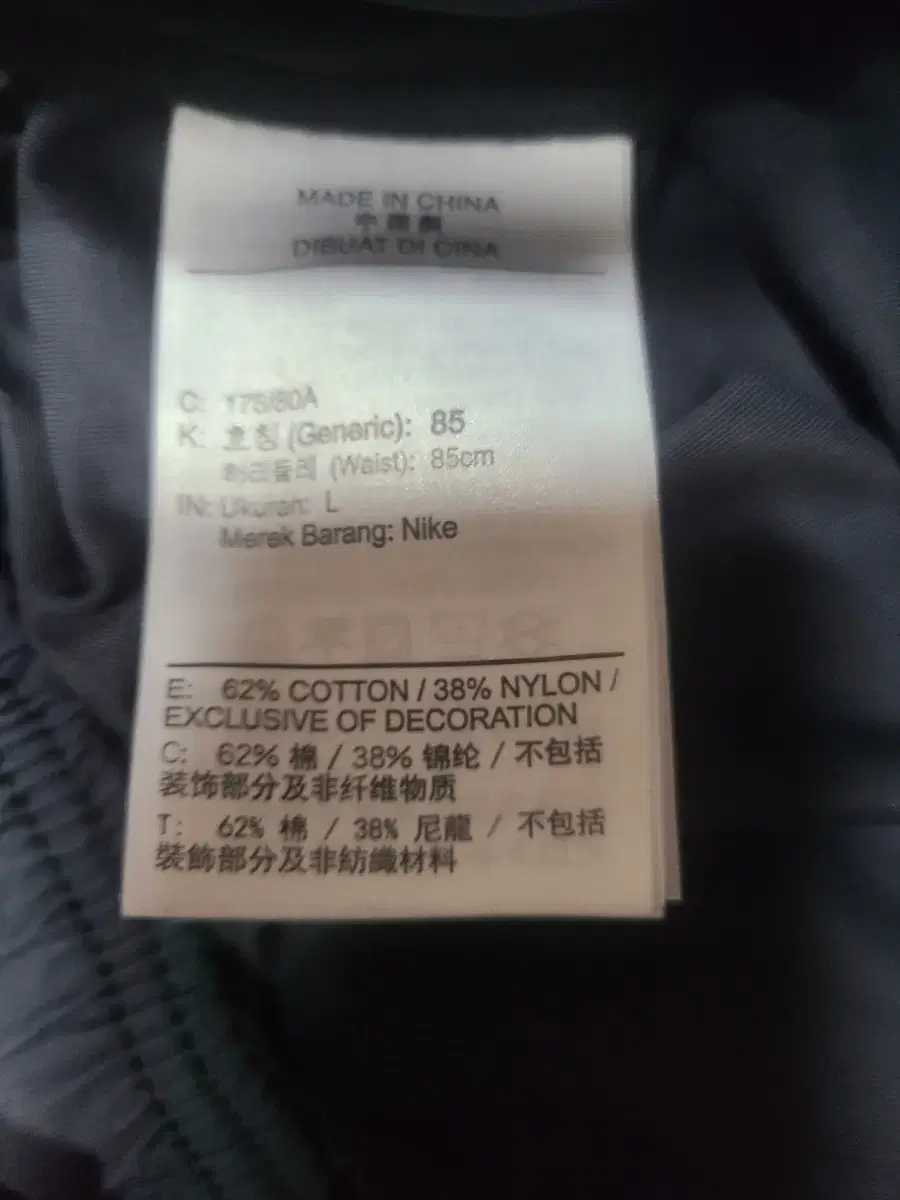 MADE IN CHINA
中國製
DIBUAT DI CINA
C: 175/80A
K: 호칭 (Generic): 85
허리둘레 (Waist): 85cm
IN: Ukuran: L
Merek Barang: Nike
E: 62% COTTON / 38% NYLON /
EXCLUSIVE OF DECORATION
C: 62% 棉 / 38% 锦纶 / 不包括
装饰部分及非纤维物质
T: 62% 棉 / 38% 尼龍 / 不包括
裝飾部分及非紡織材料